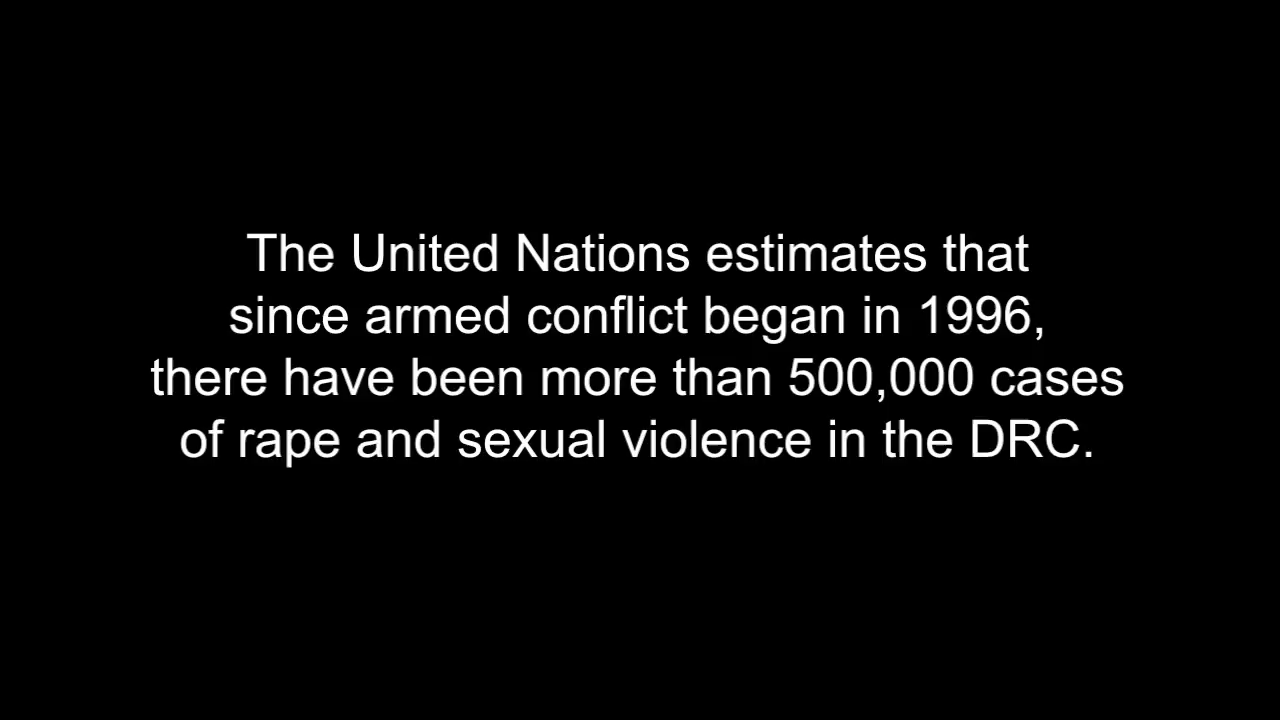 The United Nations estimates that
since armed conflict began in 1996,
there have been more than 500,000 cases
of rape and sexual violence in the DRC.